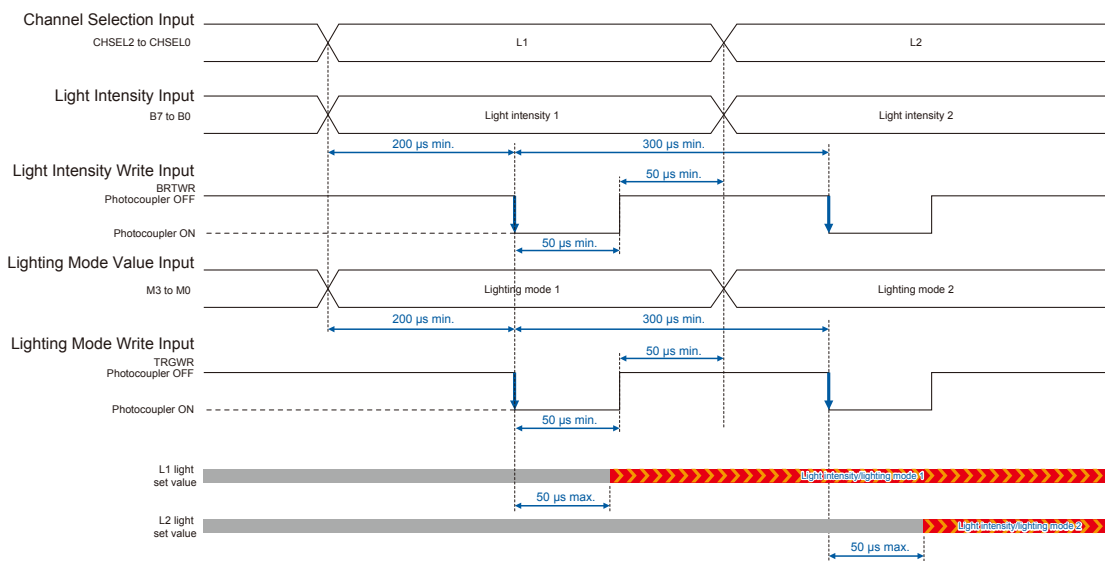 Channel Selection Input
CHSEL2 to CHSEL0
L1
L2
Light Intensity Input
B7 to B0
Light intensity 1
Light intensity 2
200 µs min.
300 µs min.
Light Intensity Write Input
50 µs min.
BRTWR
Photocoupler OFF
Photocoupler ON
50 µs min.
Lighting Mode Value Input
M3 to M0
Lighting mode 1
Lighting mode 2
200 µs min.
300 µs min.
Lighting Mode Write Input
50 µs min.
TRGWR
Photocoupler OFF
Photocoupler ON
50 µs min.
L1 light
set value
Light intensity/lighting mode 1
50 µs max.
L2 light
set value
Light intensity/lighting mode 2
50 µs max.